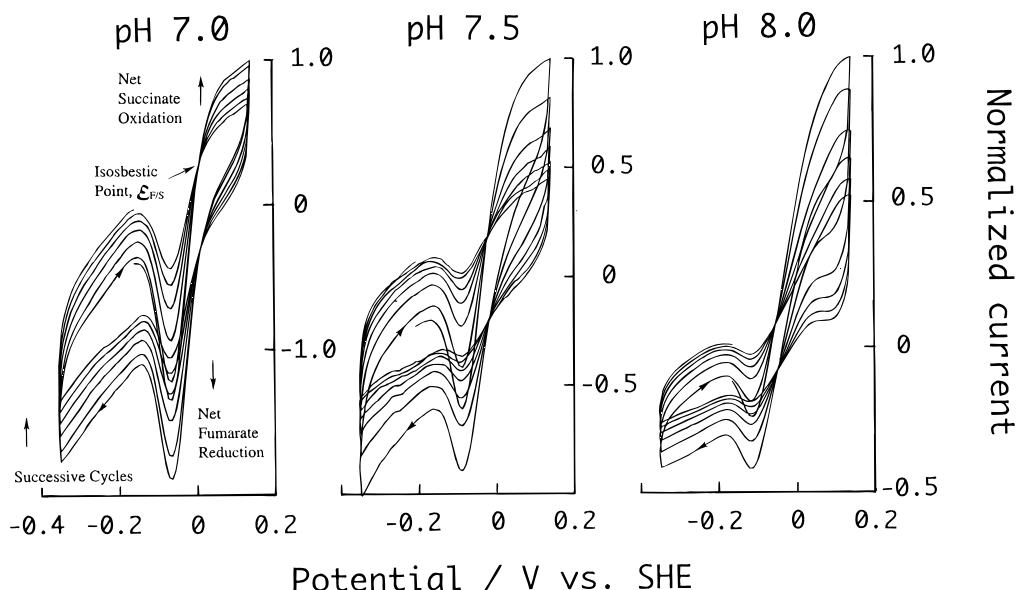 pH 7.0
pH 7.5
pH 8.0
Net
Succinate
Oxidation
Isosbestic
Point, ℰF/S
Net
Fumarate
Reduction
Successive Cycles
1.0
0
-1.0
1.0
0.5
0
-0.5
1.0
0.5
0
-0.5
Normalized current
-0.4 -0.2 0 0.2
-0.2 0 0.2
-0.2 0 0.2
Potential / V vs. SHE